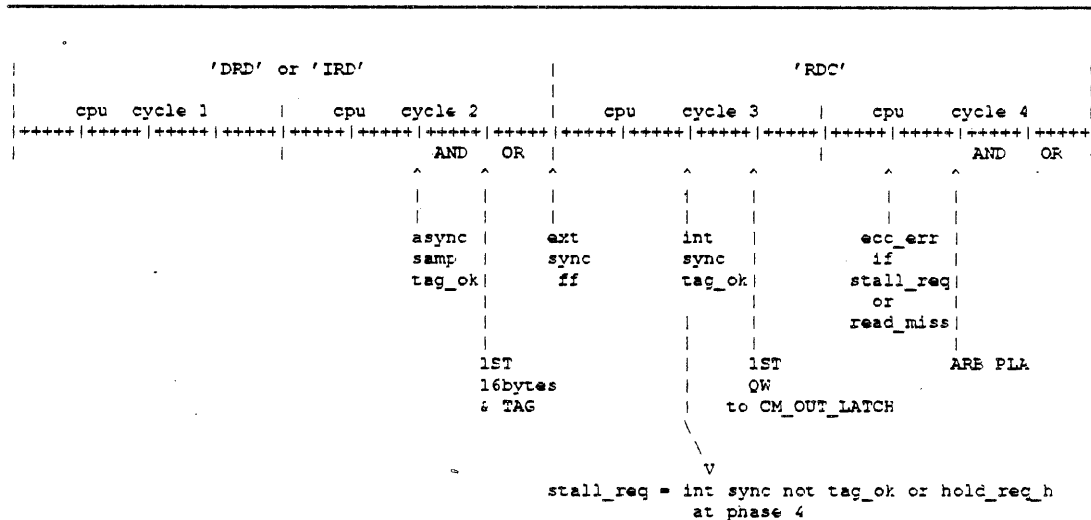 'DRD' or 'IRD' 'RDC'
cpu cycle 1 cpu cycle 2 cpu cycle 3 cpu cycle 4
|+++++|+++++|+++++|+++++|+++++|+++++|+++++|+++++|+++++|+++++|+++++|+++++|+++++|+++++|+++++|+++++
AND OR AND OR
^ ^ ^ ^ ^ ^ ^
async ext int ecc_err
samp sync sync if
tag_ok ff tag_ok stall_req
or
read_miss
1ST 1ST ARB PLA
16bytes QW
& TAG to CM_OUT_LATCH
V
stall_req = int sync not tag_ok or hold_req_h
at phase 4